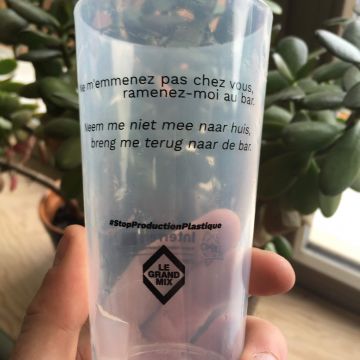 Ne m'emmenez pas chez vous,
ramenez-moi au bar.
Neem me niet mee naar huis,
breng me terug naar de bar.
#StopProductionPlastique
LE
GRAND
MIX